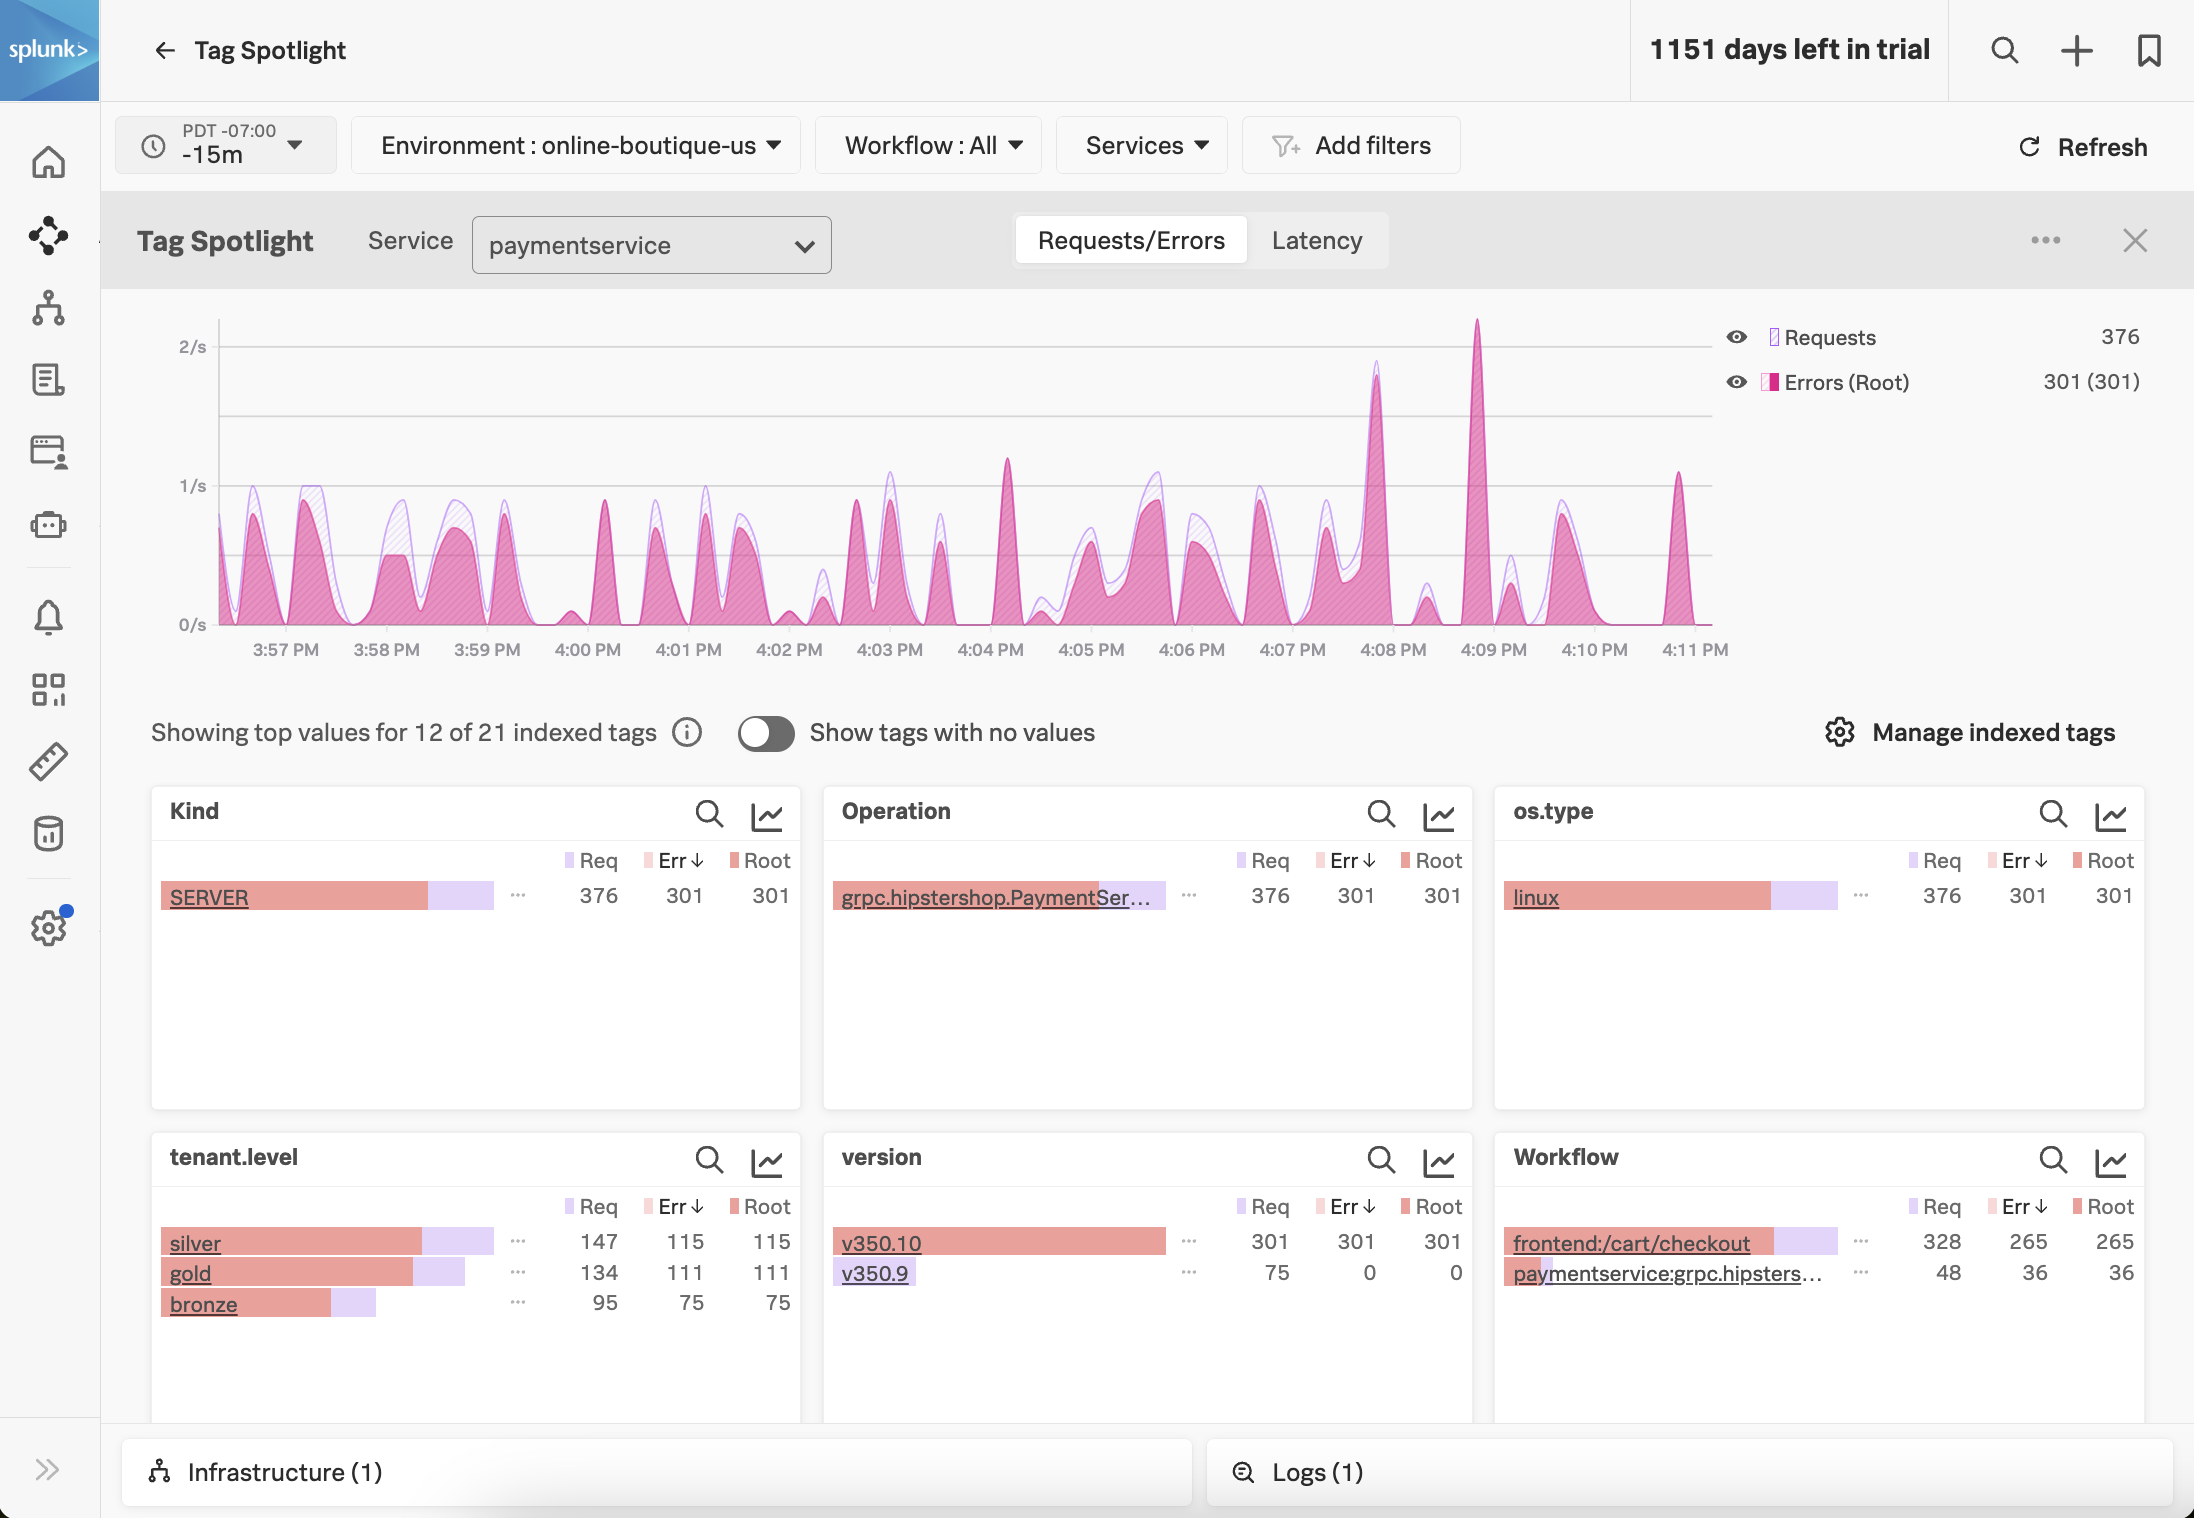 splunk>
Tag Spotlight
1151 days left in trial
PDT -07:00
-15m
Environment : online-boutique-us
Workflow : All
Services
Add filters
Refresh
Tag Spotlight
Service
paymentservice
Requests/Errors
Latency
2/s
1/s
0/s
3:57 PM 3:58 PM 3:59 PM 4:00 PM 4:01 PM 4:02 PM 4:03 PM 4:04 PM 4:05 PM 4:06 PM 4:07 PM 4:08 PM 4:09 PM 4:10 PM 4:11 PM
Requests 376
Errors (Root) 301 (301)
Showing top values for 12 of 21 indexed tags
Show tags with no values
Manage indexed tags
Kind
Req Err↓ Root
SERVER ... 376 301 301
Operation
Req Err↓ Root
grpc.hipstershop.PaymentSer... ... 376 301 301
os.type
Req Err↓ Root
linux ... 376 301 301
tenant.level
Req Err↓ Root
silver ... 147 115 115
gold ... 134 111 111
bronze ... 95 75 75
version
Req Err↓ Root
v350.10 ... 301 301 301
v350.9 ... 75 0 0
Workflow
Req Err↓ Root
frontend:/cart/checkout ... 328 265 265
paymentservice:grpc.hipsters... ... 48 36 36
Infrastructure (1)
Logs (1)